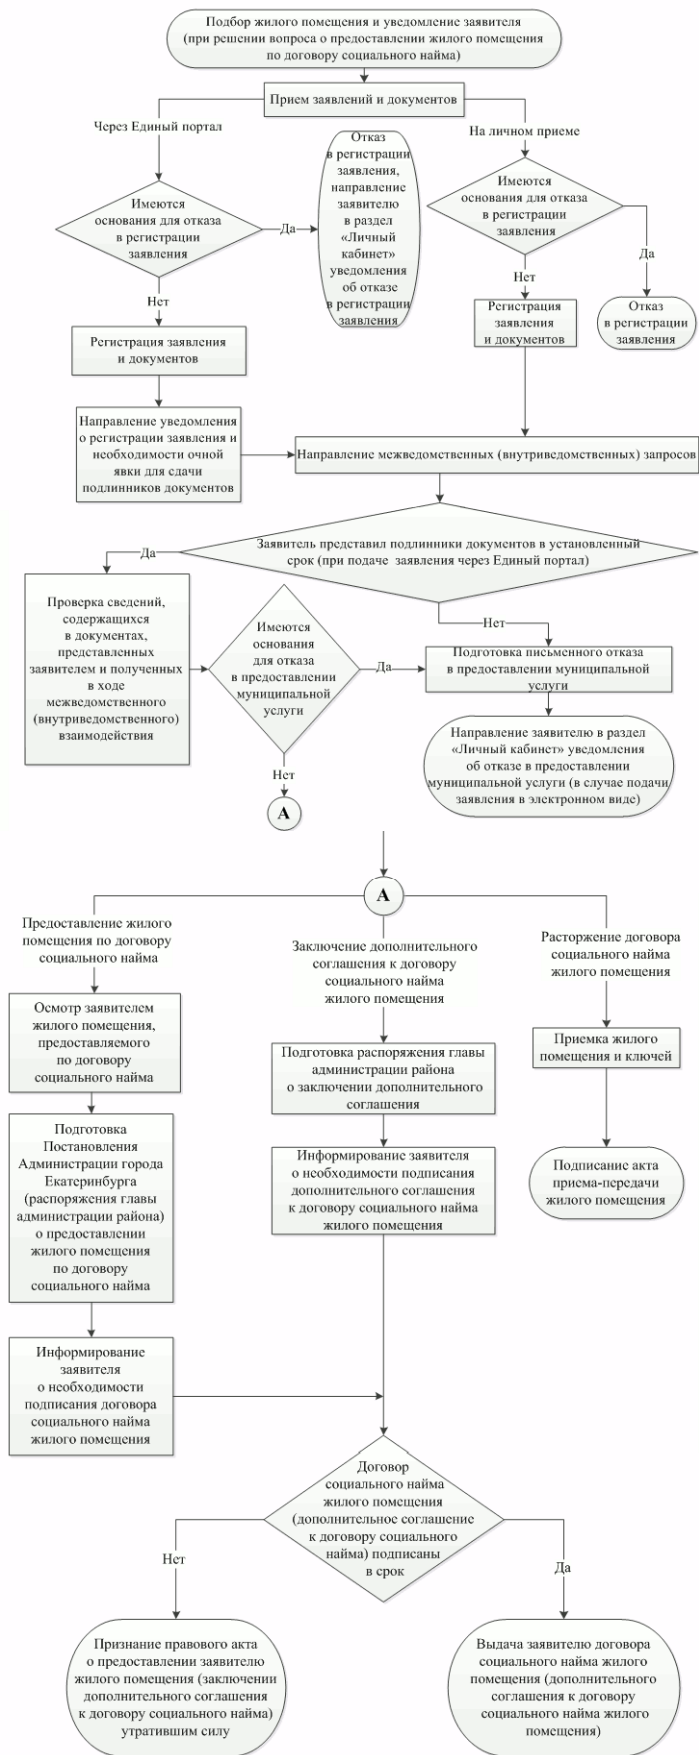 Подбор жилого помещения и уведомление заявителя
(при решении вопроса о предоставлении жилого помещения
по договору социального найма)
Прием заявлений и документов
Через Единый портал
На личном приеме
Имеются
основания для отказа
в регистрации
заявления
Да
Отказ
в регистрации
заявления,
направление
заявителю
в раздел
«Личный
кабинет»
уведомления
об отказе
в регистрации
заявления
Имеются
основания для отказа
в регистрации
заявления
Да
Нет
Нет
Отказ
в регистрации
заявления
Регистрация заявления
и документов
Регистрация
заявления
и документов
Направление уведомления
о регистрации заявления и
необходимости очной
явки для сдачи
подлинников документов
Направление межведомственных (внутриведомственных) запросов
Заявитель представил подлинники документов в установленный
срок (при подаче заявления через Единый портал)
Да
Нет
Проверка сведений,
содержащихся
в документах,
представленных
заявителем и полученных
в ходе
межведомственного
(внутриведомственного)
взаимодействия
Имеются
основания
для отказа
в предоставлении
муниципальной
услуги
Да
Подготовка письменного отказа
в предоставлении муниципальной
услуги
Направление заявителю в раздел
«Личный кабинет» уведомления
об отказе в предоставлении
муниципальной услуги (в случае подачи
заявления в электронном виде)
Нет
А
А
Предоставление жилого
помещения по договору
социального найма
Заключение дополнительного
соглашения к договору
социального найма
жилого помещения
Расторжение договора
социального найма
жилого помещения
Осмотр заявителем
жилого помещения,
предоставляемого
по договору
социального найма
Подготовка распоряжения главы
администрации района
о заключении дополнительного
соглашения
Приемка жилого
помещения и ключей
Подготовка
Постановления
Администрации города
Екатеринбурга
(распоряжения главы
администрации района)
о предоставлении
жилого помещения
по договору
социального найма
Информирование заявителя
о необходимости подписания
дополнительного соглашения
к договору социального найма
жилого помещения
Подписание акта
приема-передачи
жилого помещения
Информирование
заявителя
о необходимости
подписания договора
социального найма
жилого помещения
Договор
социального найма
жилого помещения
(дополнительное соглашение
к договору социального
найма) подписаны
в срок
Нет
Да
Признание правового акта
о предоставлении заявителю
жилого помещения (заключении
дополнительного соглашения
к договору социального найма)
утратившим силу
Выдача заявителю договора
социального найма жилого
помещения (дополнительного
соглашения к договору
социального найма жилого
помещения)